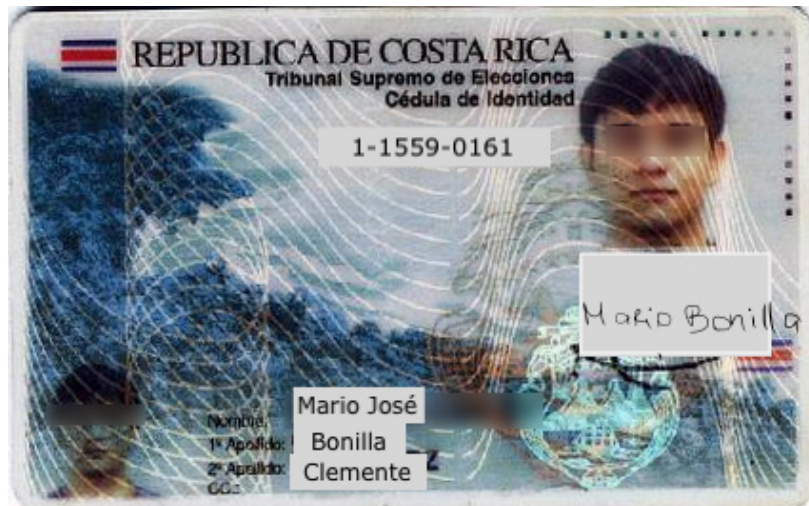 REPUBLICA DE COSTA RICA
Tribunal Supremo de Elecciones
Cédula de Identidad
1-1559-0161
Mario Bonilla
Nombre: Mario José
1º Apellido: Bonilla
2º Apellido: Clemente
CC.: